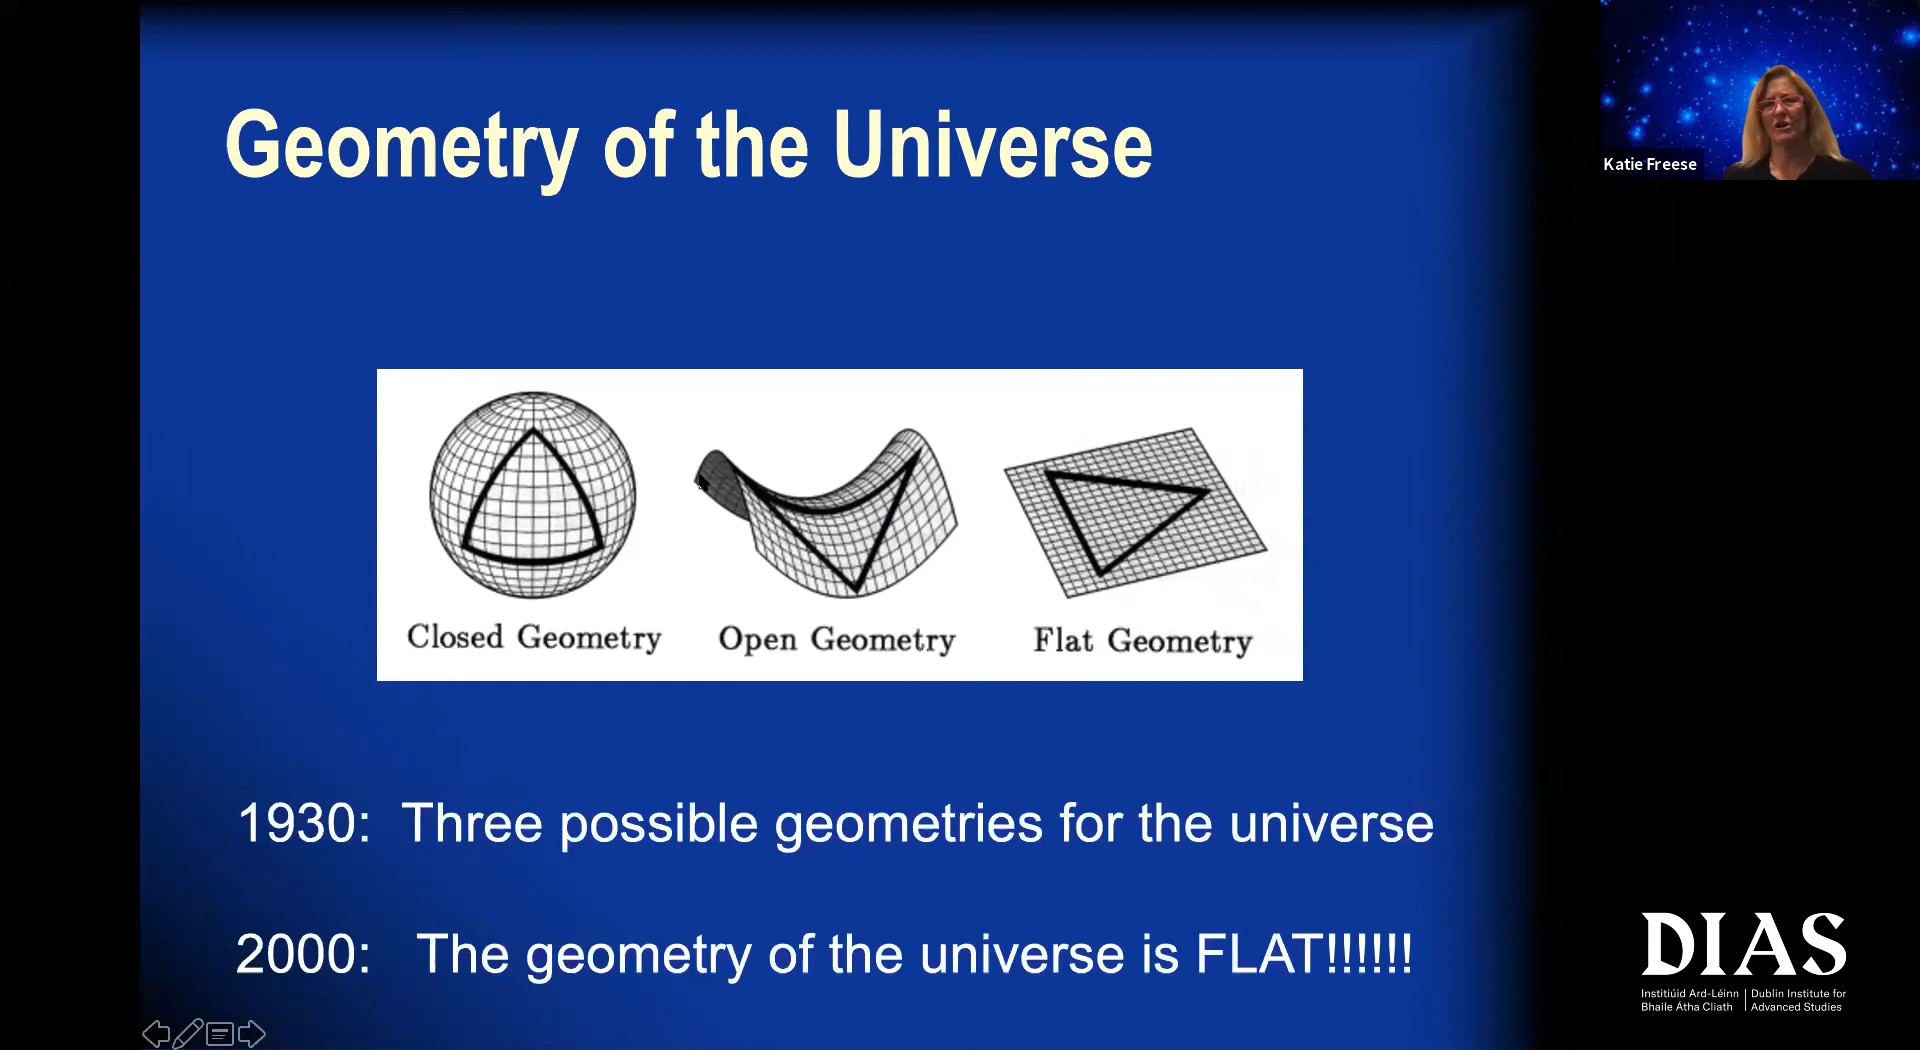 Geometry of the Universe
Katie Freese
Closed Geometry
Open Geometry
Flat Geometry
1930: Three possible geometries for the universe
2000: The geometry of the universe is FLAT!!!!!!
DIAS
Institiúid Ard-Léinn
Bhaile Átha Cliath
Dublin Institute for
Advanced Studies